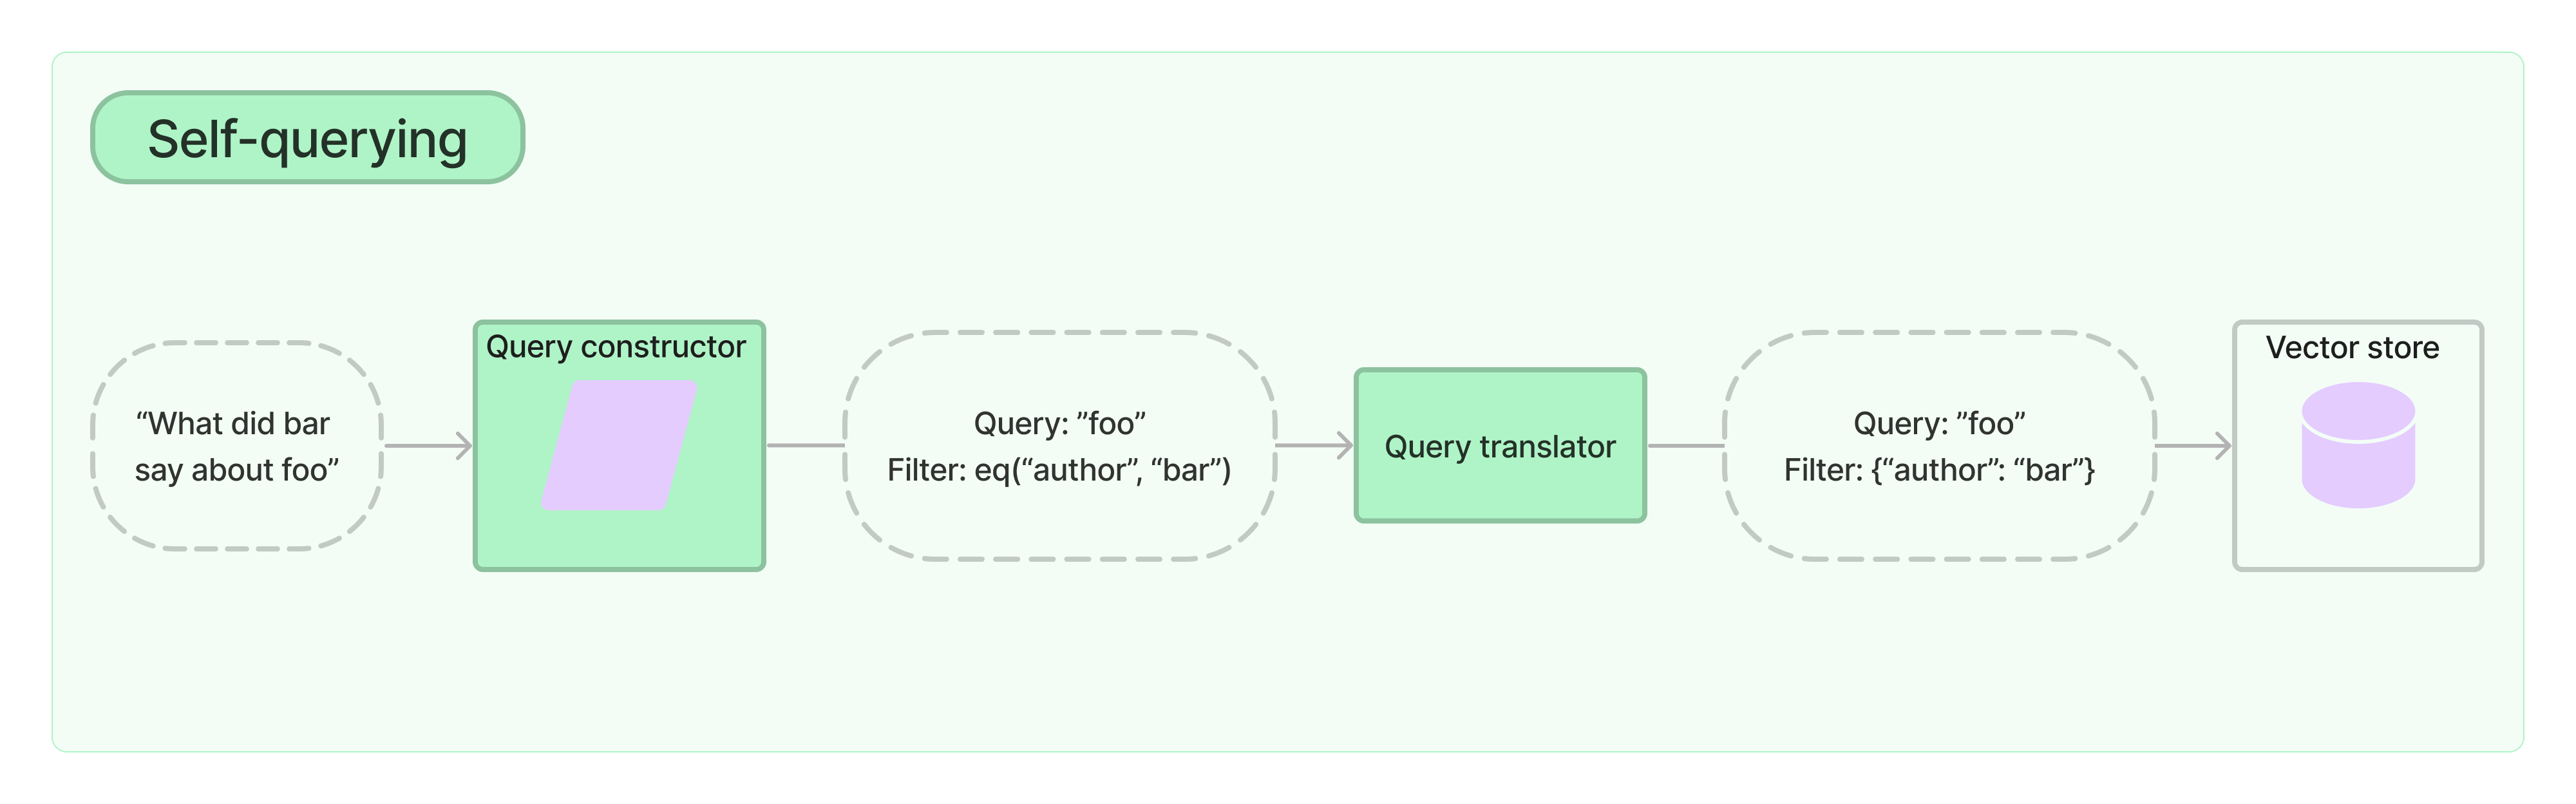 Self-querying
“What did bar
say about foo”
Query constructor
Query: ”foo”
Filter: eq(“author”, “bar”)
Query translator
Query: ”foo”
Filter: {“author”: “bar”}
Vector store